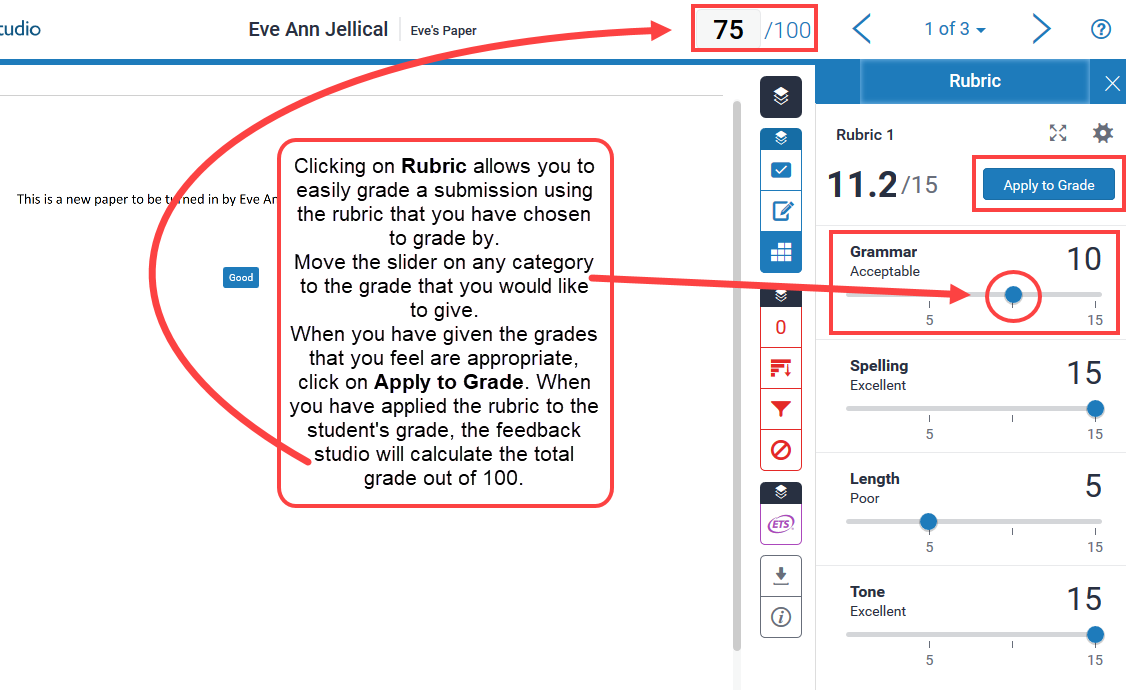 tudio
Eve Ann Jellical
Eve's Paper
75 /100
1 of 3
?
Rubric
Rubric 1
11.2 /15
Apply to Grade
This is a new paper to be turned in by Eve An
Good
Clicking on Rubric allows you to
easily grade a submission using
the rubric that you have chosen
to grade by.
Move the slider on any category
to the grade that you would like
to give.
When you have given the grades
that you feel are appropriate,
click on Apply to Grade. When
you have applied the rubric to the
student's grade, the feedback
studio will calculate the total
grade out of 100.
0
ETS
i
Grammar 10
Acceptable
5 15
Spelling 15
Excellent
5 15
Length 5
Poor
5 15
Tone 15
Excellent
5 15